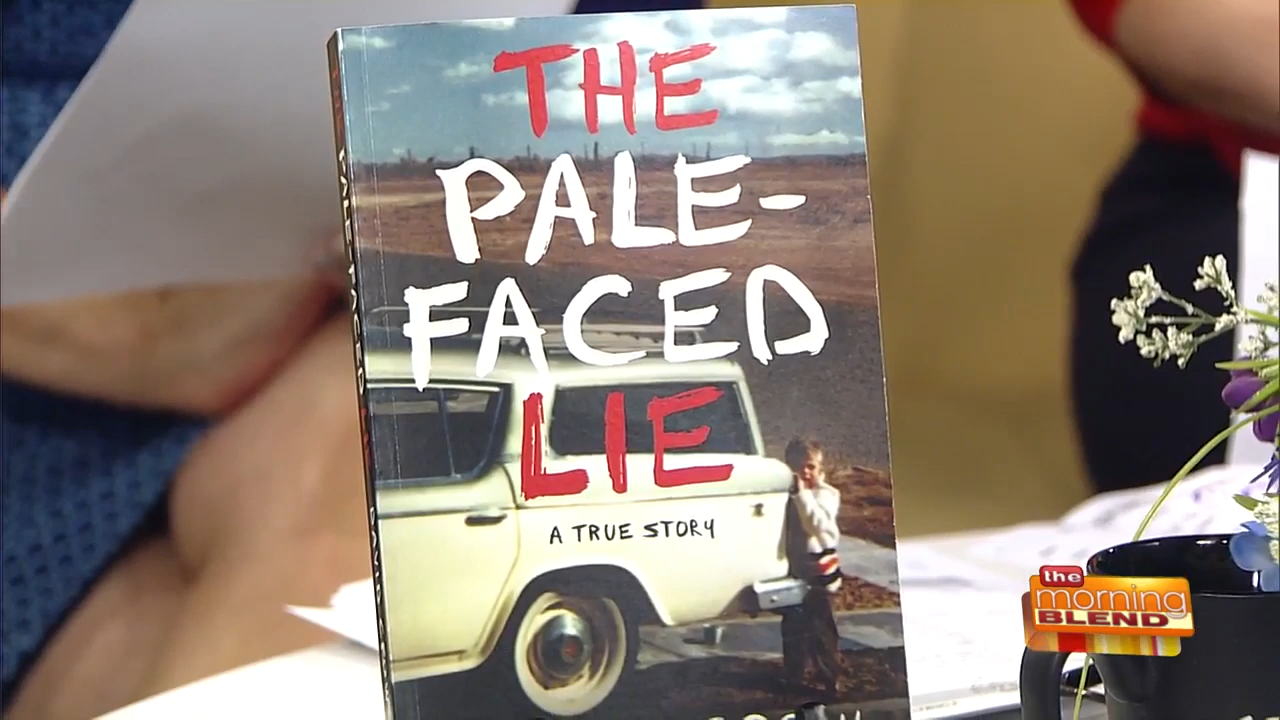 THE
PALE-
FACED
LIE
A TRUE STORY
the
morning
BLEND